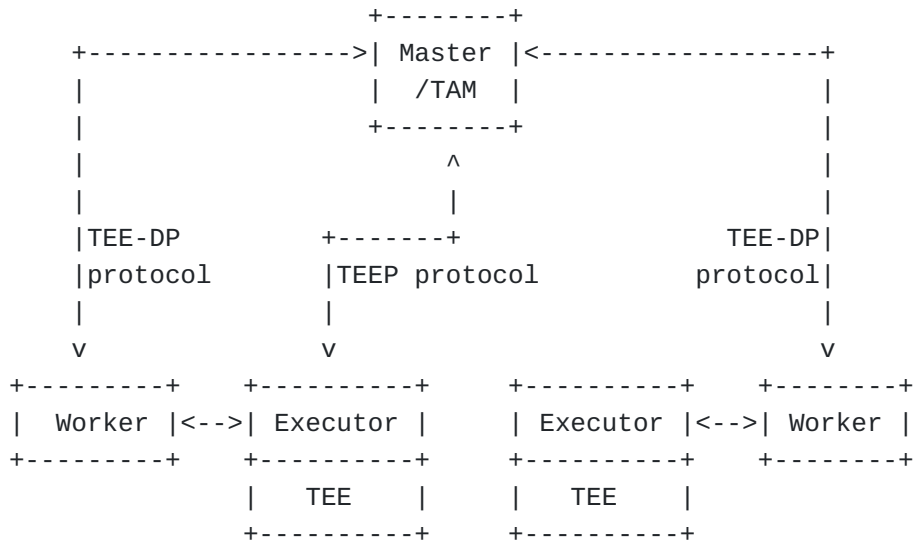 Master
/TAM
TEE-DP TEE-DP
protocol TEEP protocol protocol
Worker Executor Executor Worker
TEE TEE